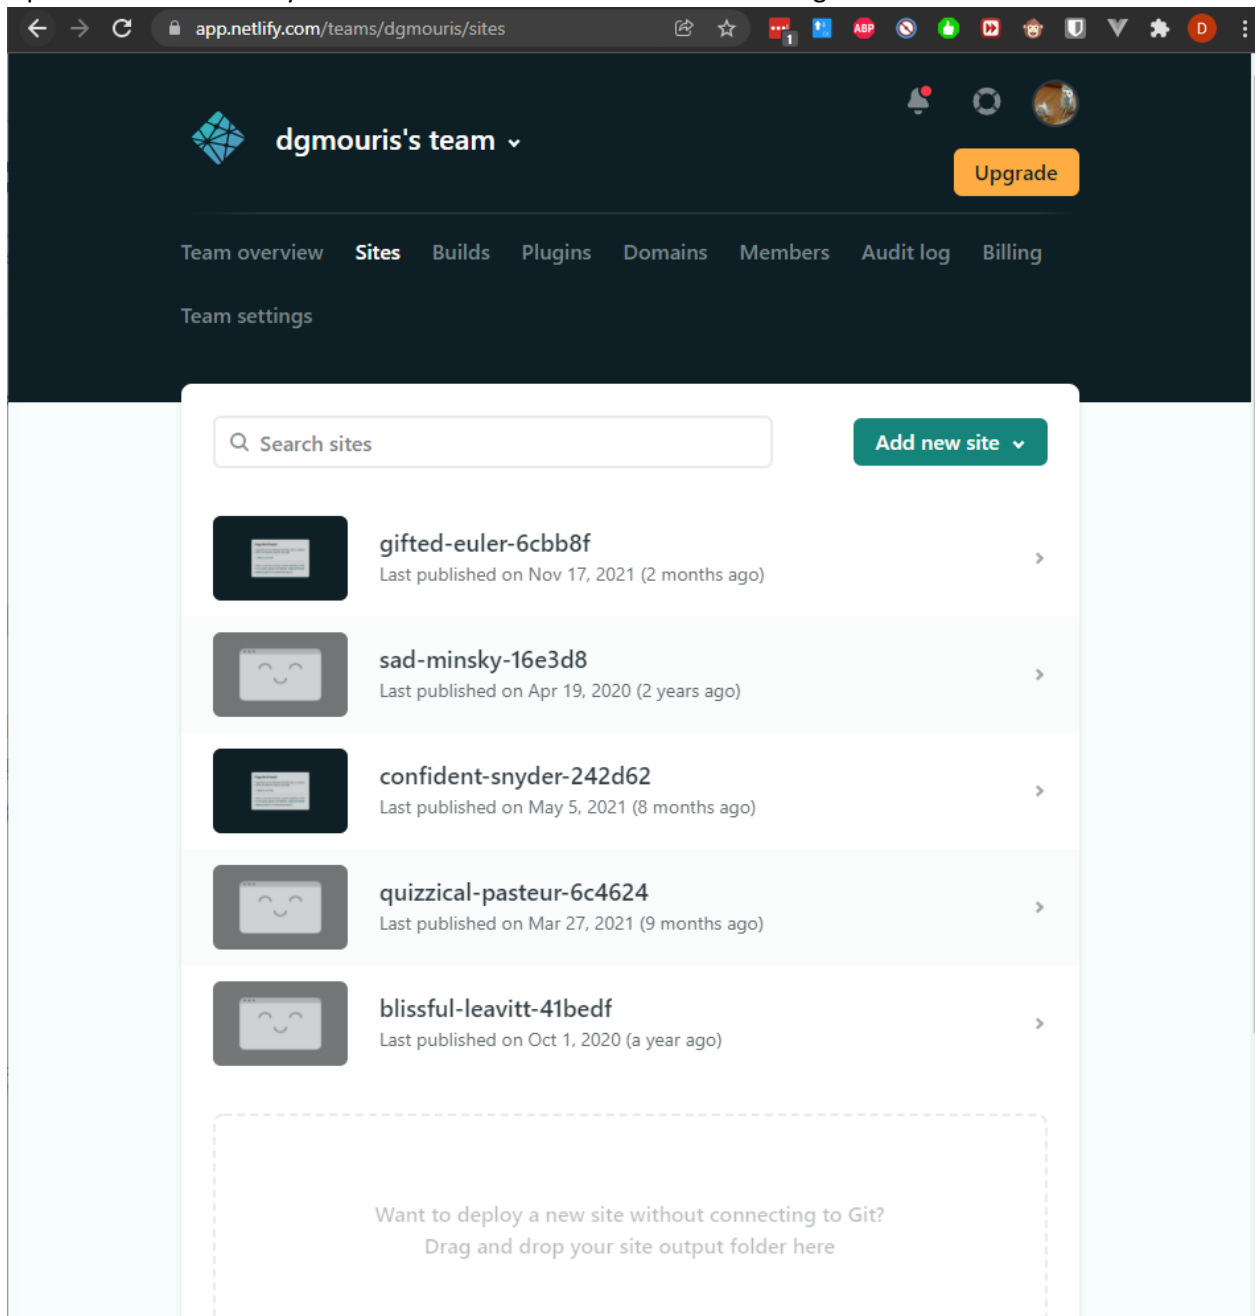 app.netlify.com/teams/dgmouris/sites
1
ABP
D
dgmouris's team
Upgrade
Team overview Sites Builds Plugins Domains Members Audit log Billing
Team settings
Search sites
Add new site
gifted-euler-6cbb8f
Last published on Nov 17, 2021 (2 months ago)
sad-minsky-16e3d8
Last published on Apr 19, 2020 (2 years ago)
confident-snyder-242d62
Last published on May 5, 2021 (8 months ago)
quizzical-pasteur-6c4624
Last published on Mar 27, 2021 (9 months ago)
blissful-leavitt-41bedf
Last published on Oct 1, 2020 (a year ago)
Want to deploy a new site without connecting to Git?
Drag and drop your site output folder here